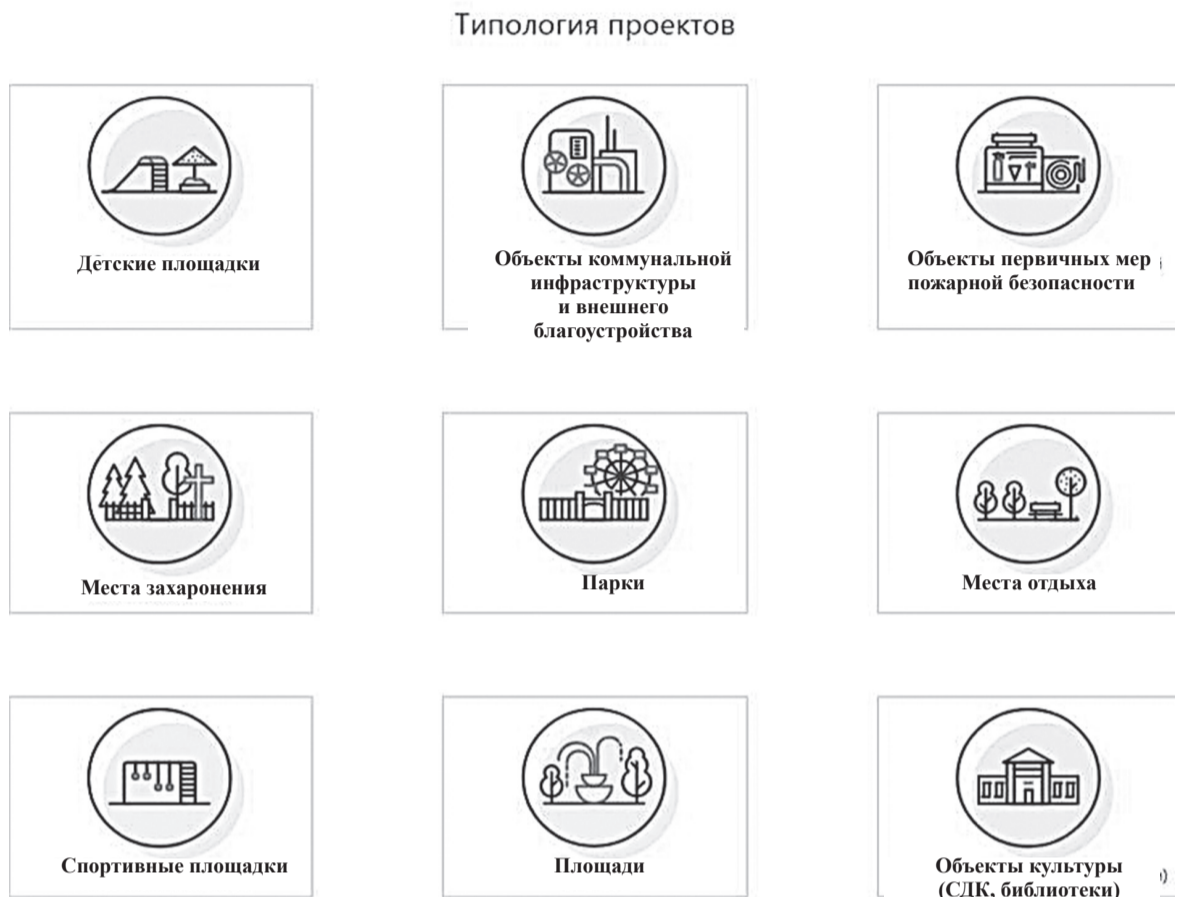 Типология проектов
Детские площадки
Объекты коммунальной
инфраструктуры
и внешнего
благоустройства
Объекты первичных мер
пожарной безопасности
Места захаронения
Парки
Места отдыха
Спортивные площадки
Площади
Объекты культуры
(СДК, библиотеки)